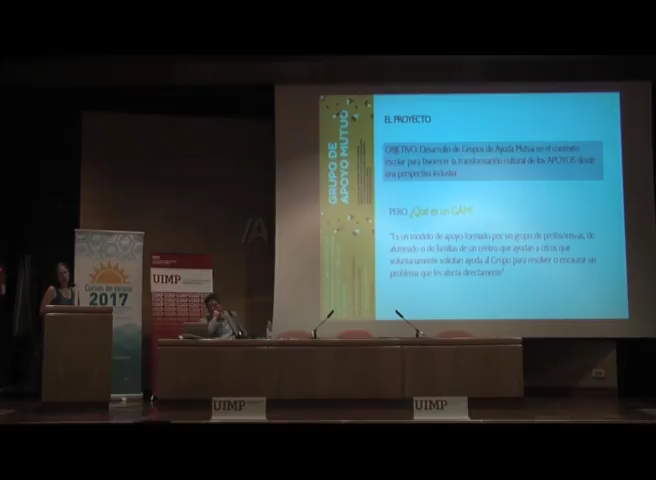 GRUPO DE
APOYO MUTUO
EL PROYECTO
OBJETIVO: Desarrollo de Grupos de Ayuda Mutua en el contexto
escolar para favorecer la transformación cultural de los APOYOS desde
una perspectiva inclusiva
PERO ¿Qué es un GAM?
"Es un modelo de apoyo formado por un grupo de profesores-as, de
alumnado o de familias de un centro que ayudan a otros que
voluntariamente solicitan ayuda al Grupo para resolver o encauzar un
problema que les afecta directamente"
Cursos de verano
2017
UIMP
UIMP
UIMP